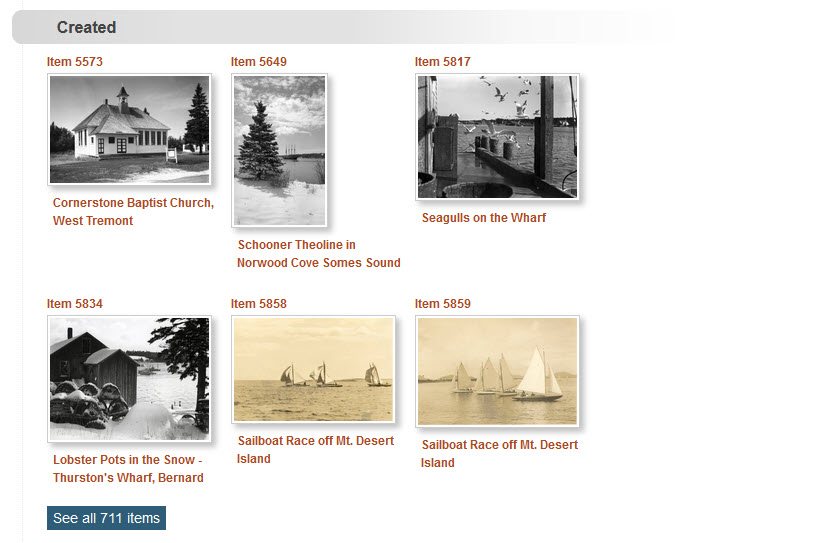 Created
Item 5573
Item 5649
Item 5817
Cornerstone Baptist Church,
West Tremont
Schooner Theoline in
Norwood Cove Somes Sound
Seagulls on the Wharf
Item 5834
Item 5858
Item 5859
Lobster Pots in the Snow -
Thurston's Wharf, Bernard
Sailboat Race off Mt. Desert
Island
Sailboat Race off Mt. Desert
Island
See all 711 items